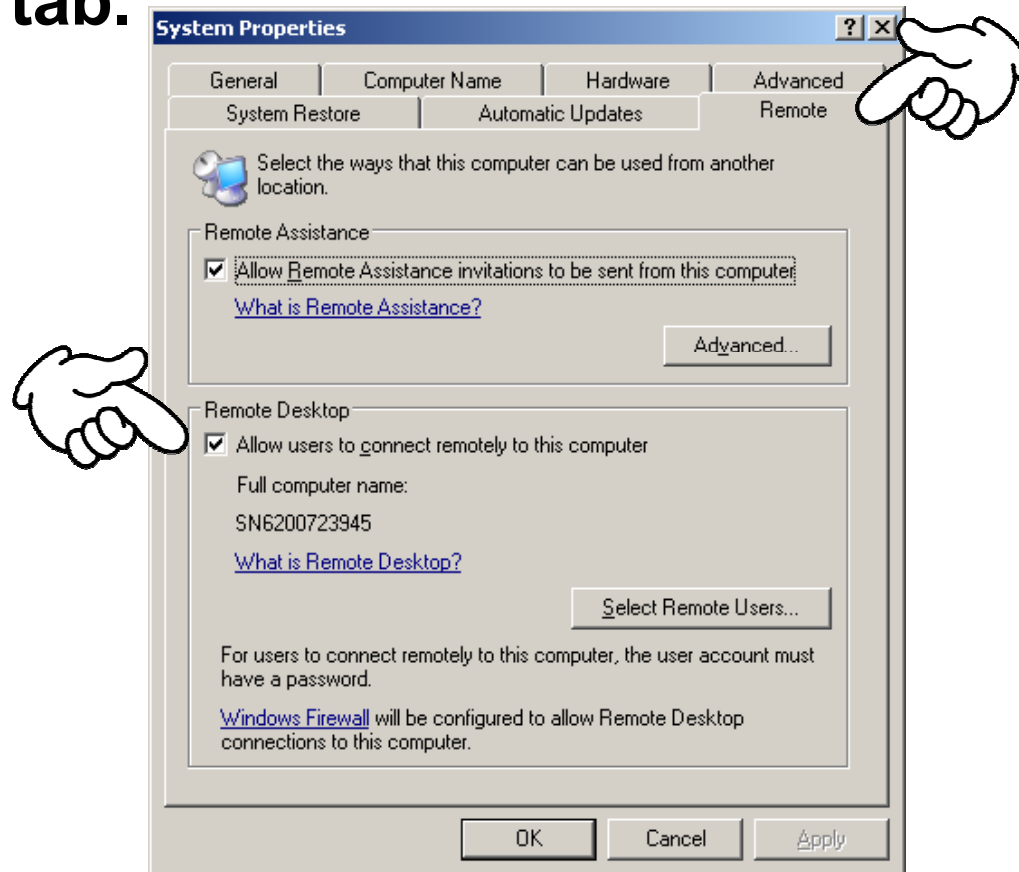 tab.
System Properties
General Computer Name Hardware Advanced
System Restore Automatic Updates Remote
Select the ways that this computer can be used from another
location.
Remote Assistance
Allow Remote Assistance invitations to be sent from this computer
What is Remote Assistance?
Advanced...
Remote Desktop
Allow users to connect remotely to this computer
Full computer name:
SN6200723945
What is Remote Desktop?
Select Remote Users...
For users to connect remotely to this computer, the user account must
have a password.
Windows Firewall will be configured to allow Remote Desktop
connections to this computer.
OK Cancel Apply